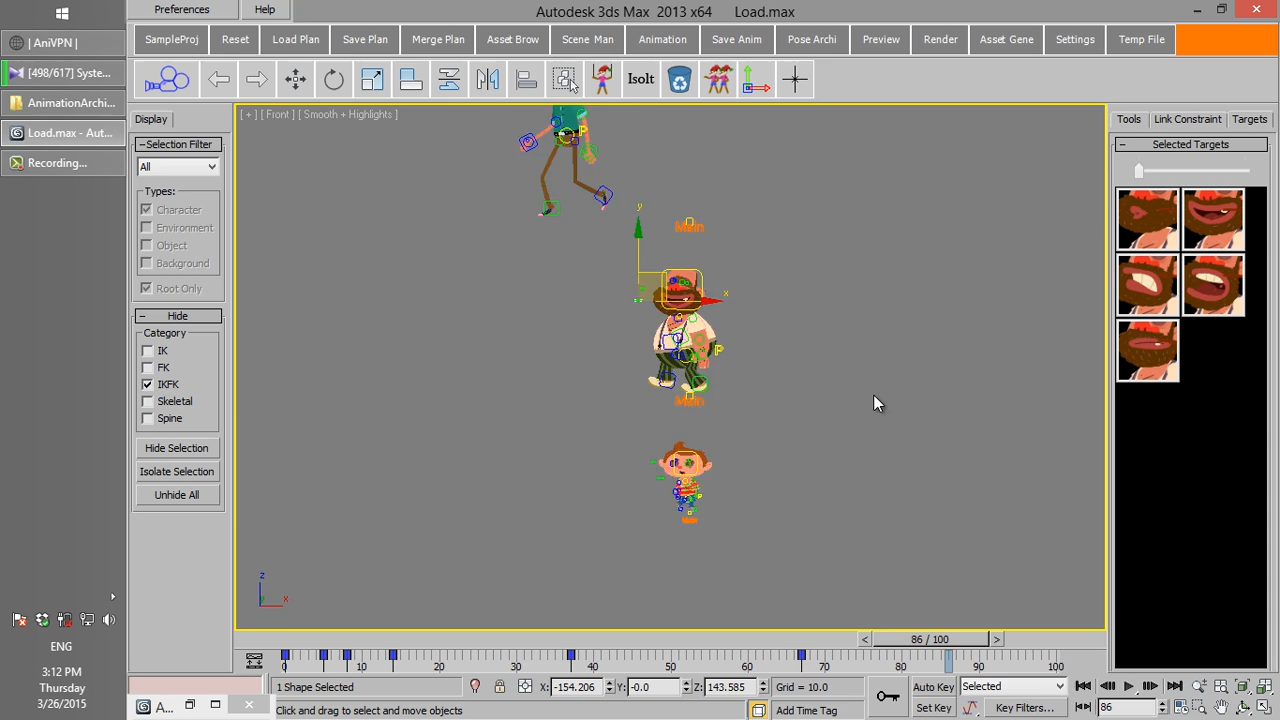 Preferences
Help
Autodesk 3ds Max 2013 x64 Load.max
| AniVPN |
[498/617] Syste...
AnimationArchi...
Load.max - Aut...
Recording...
SampleProj
Reset
Load Plan
Save Plan
Merge Plan
Asset Brow
Scene Man
Animation
Save Anim
Pose Archi
Preview
Render
Asset Gene
Settings
Temp File
Isolt
Display
Selection Filter
All
Types:
Character
Environment
Object
Background
Root Only
Hide
Category
IK
FK
IKFK
Skeletal
Spine
Hide Selection
Isolate Selection
Unhide All
[ + ] [ Front ] [ Smooth + Highlights ]
P
y
Main
x
P
Main
Main
z
y
x
Tools
Link Constraint
Targets
Selected Targets
< 86 / 100 >
0 10 20 30 40 50 60 70 80 90 100
1 Shape Selected
X: -154.206
Y: -0.0
Z: 143.585
Grid = 10.0
Auto Key
Selected
Click and drag to select and move objects
Add Time Tag
Set Key
Key Filters...
86
ENG
3:12 PM
Thursday
3/26/2015
A...